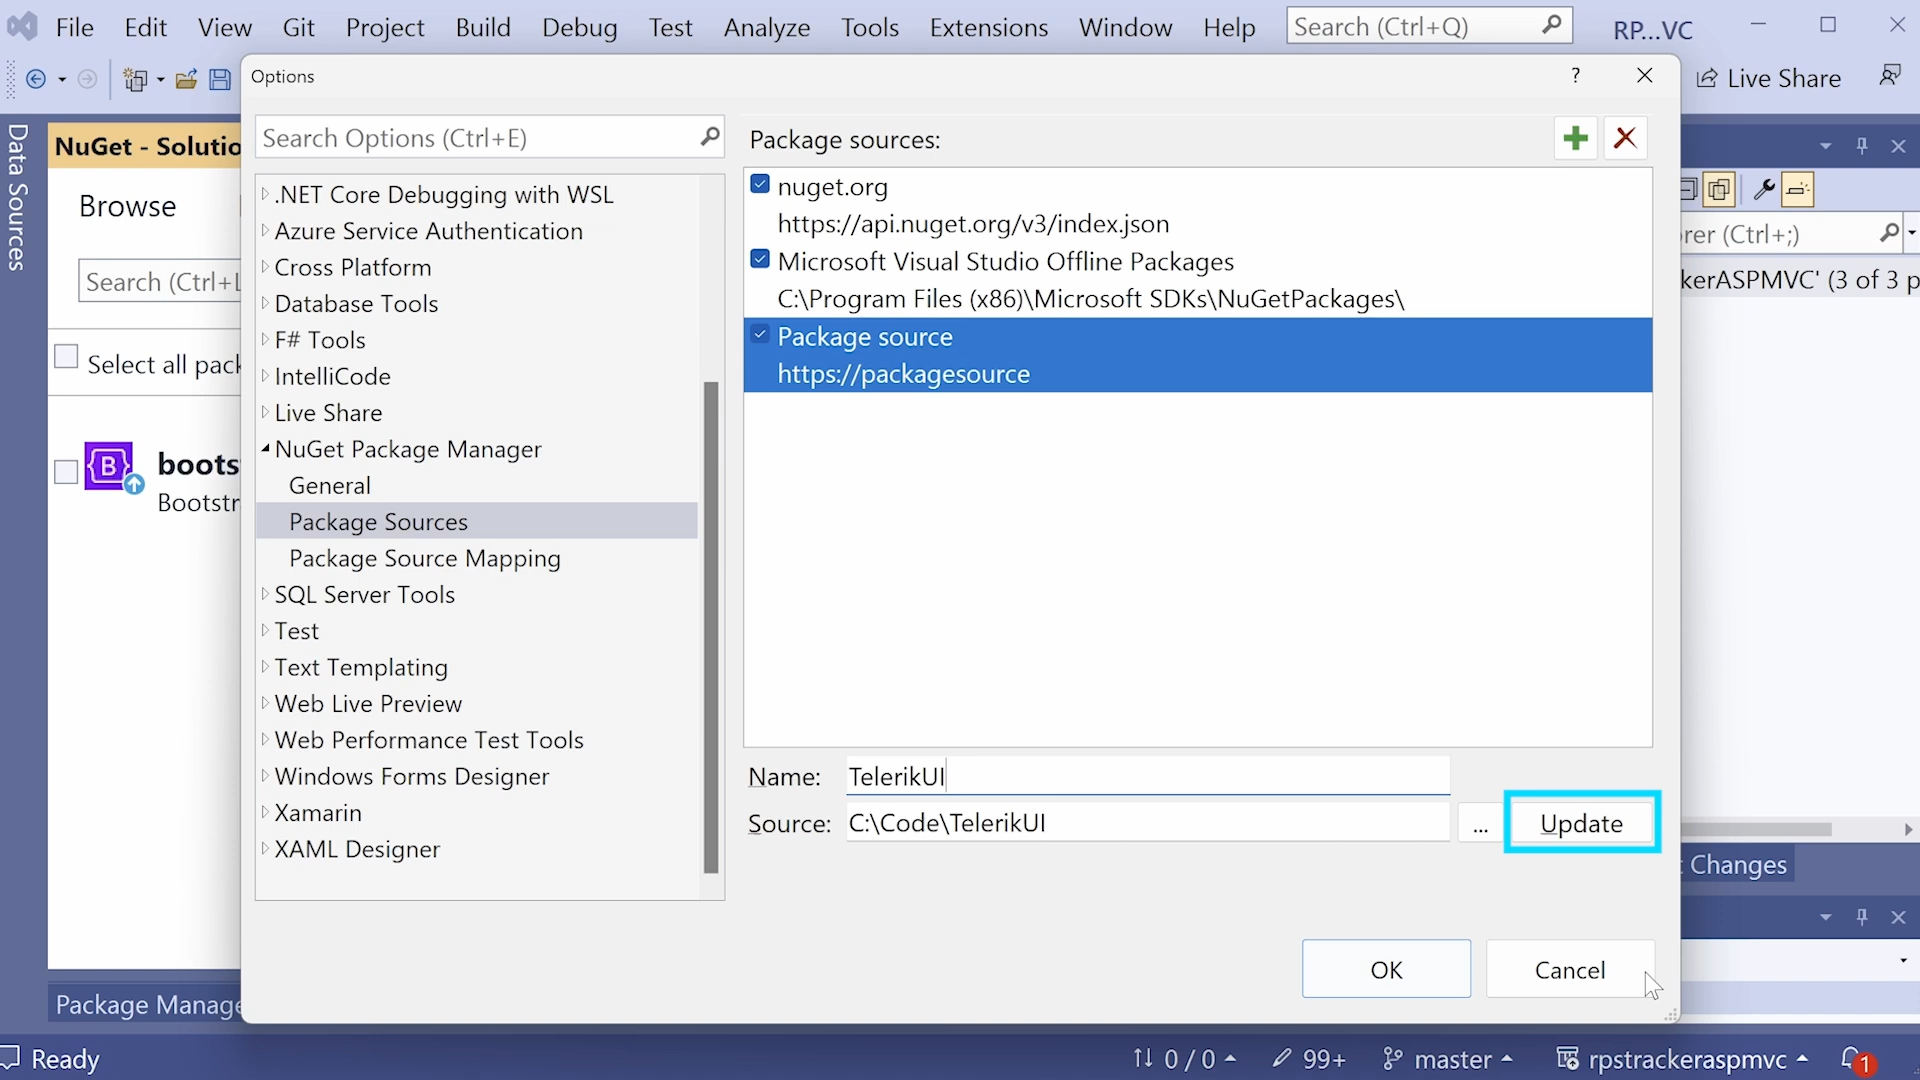 File Edit View Git Project Build Debug Test Analyze Tools Extensions Window Help Search (Ctrl+Q) RP...VC
Live Share
Options ?
Data Sources
NuGet - Solutio
Browse
Search (Ctrl+L
Select all pack
B
boots
Bootstr
Search Options (Ctrl+E)
.NET Core Debugging with WSL
Azure Service Authentication
Cross Platform
Database Tools
F# Tools
IntelliCode
Live Share
NuGet Package Manager
General
Package Sources
Package Source Mapping
SQL Server Tools
Test
Text Templating
Web Live Preview
Web Performance Test Tools
Windows Forms Designer
Xamarin
XAML Designer
Package sources:
nuget.org
https://api.nuget.org/v3/index.json
Microsoft Visual Studio Offline Packages
C:\Program Files (x86)\Microsoft SDKs\NuGetPackages\
Package source
https://packagesource
Name: TelerikUI
Source: C:\Code\TelerikUI ... Update
OK Cancel
rer (Ctrl+;)
kerASPMVC' (3 of 3 p
Changes
Package Manage
Ready 0 / 0 99+ master rpstrackeraspmvc 1